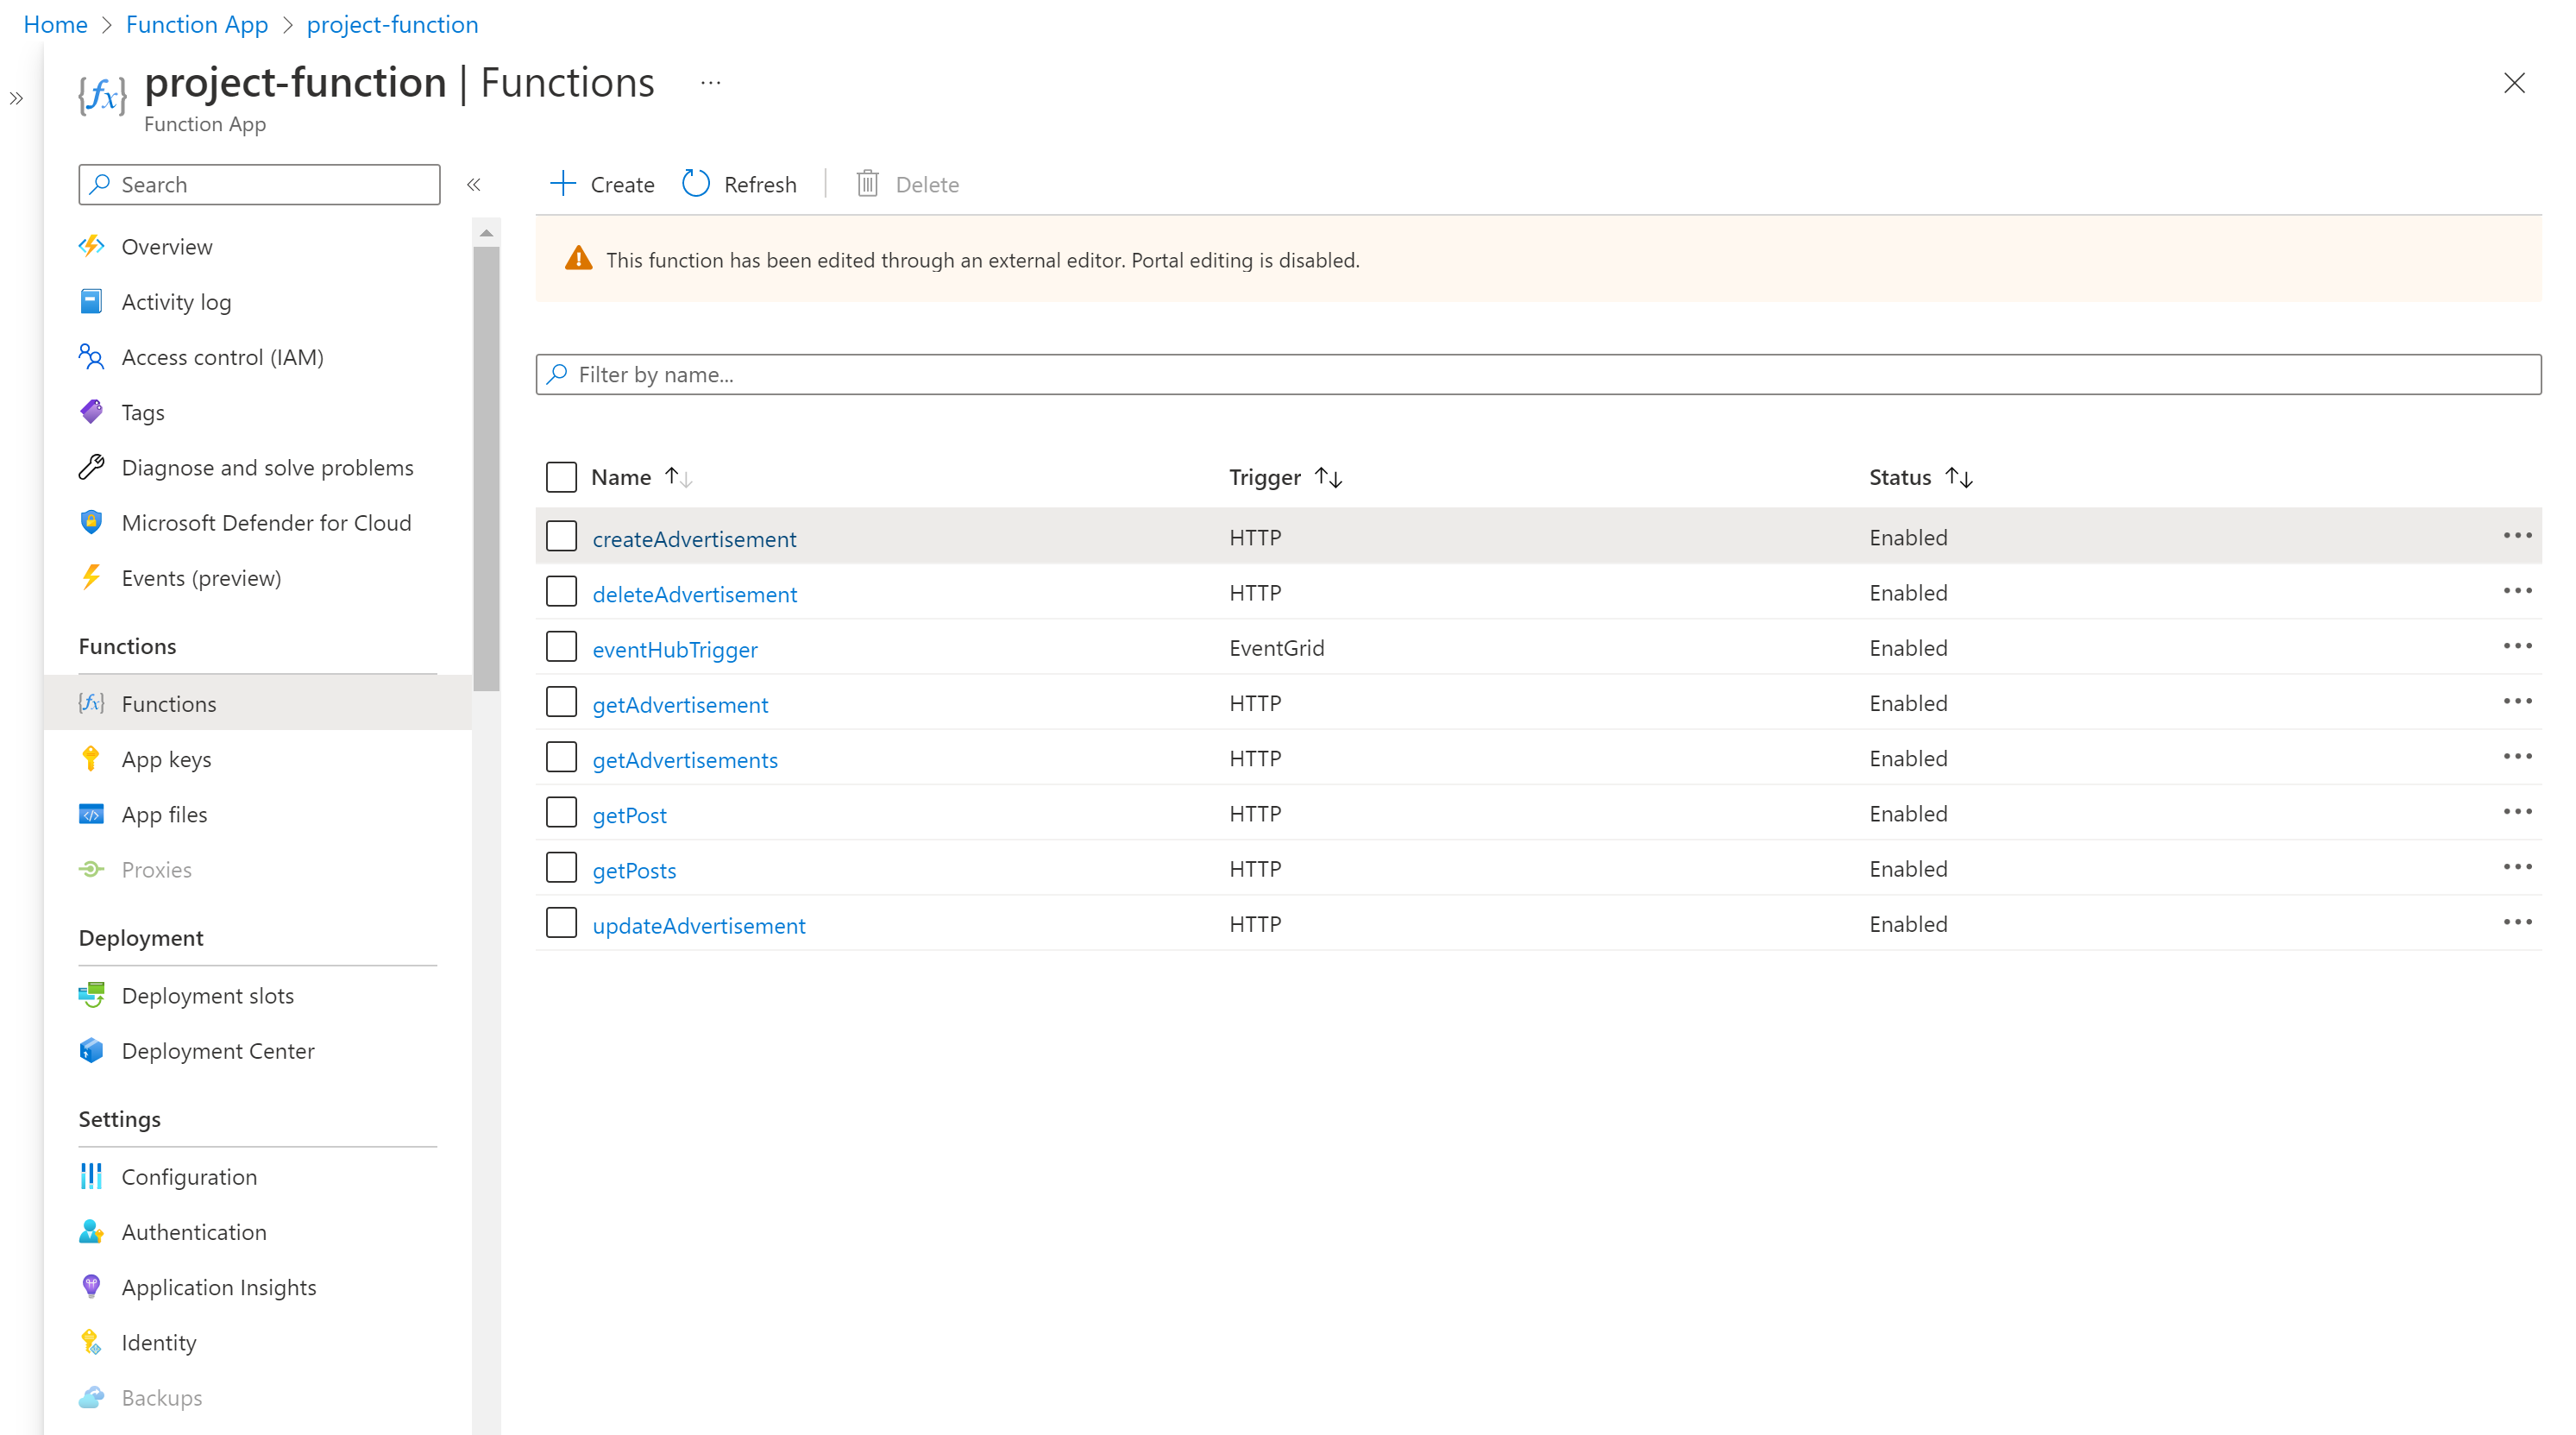 Home > Function App > project-function
project-function | Functions ...
Function App
Search
Overview
Activity log
Access control (IAM)
Tags
Diagnose and solve problems
Microsoft Defender for Cloud
Events (preview)
Functions
Functions
App keys
App files
Proxies
Deployment
Deployment slots
Deployment Center
Settings
Configuration
Authentication
Application Insights
Identity
Backups
Create Refresh Delete
This function has been edited through an external editor. Portal editing is disabled.
Filter by name...
Name Trigger Status
createAdvertisement HTTP Enabled
deleteAdvertisement HTTP Enabled
eventHubTrigger EventGrid Enabled
getAdvertisement HTTP Enabled
getAdvertisements HTTP Enabled
getPost HTTP Enabled
getPosts HTTP Enabled
updateAdvertisement HTTP Enabled